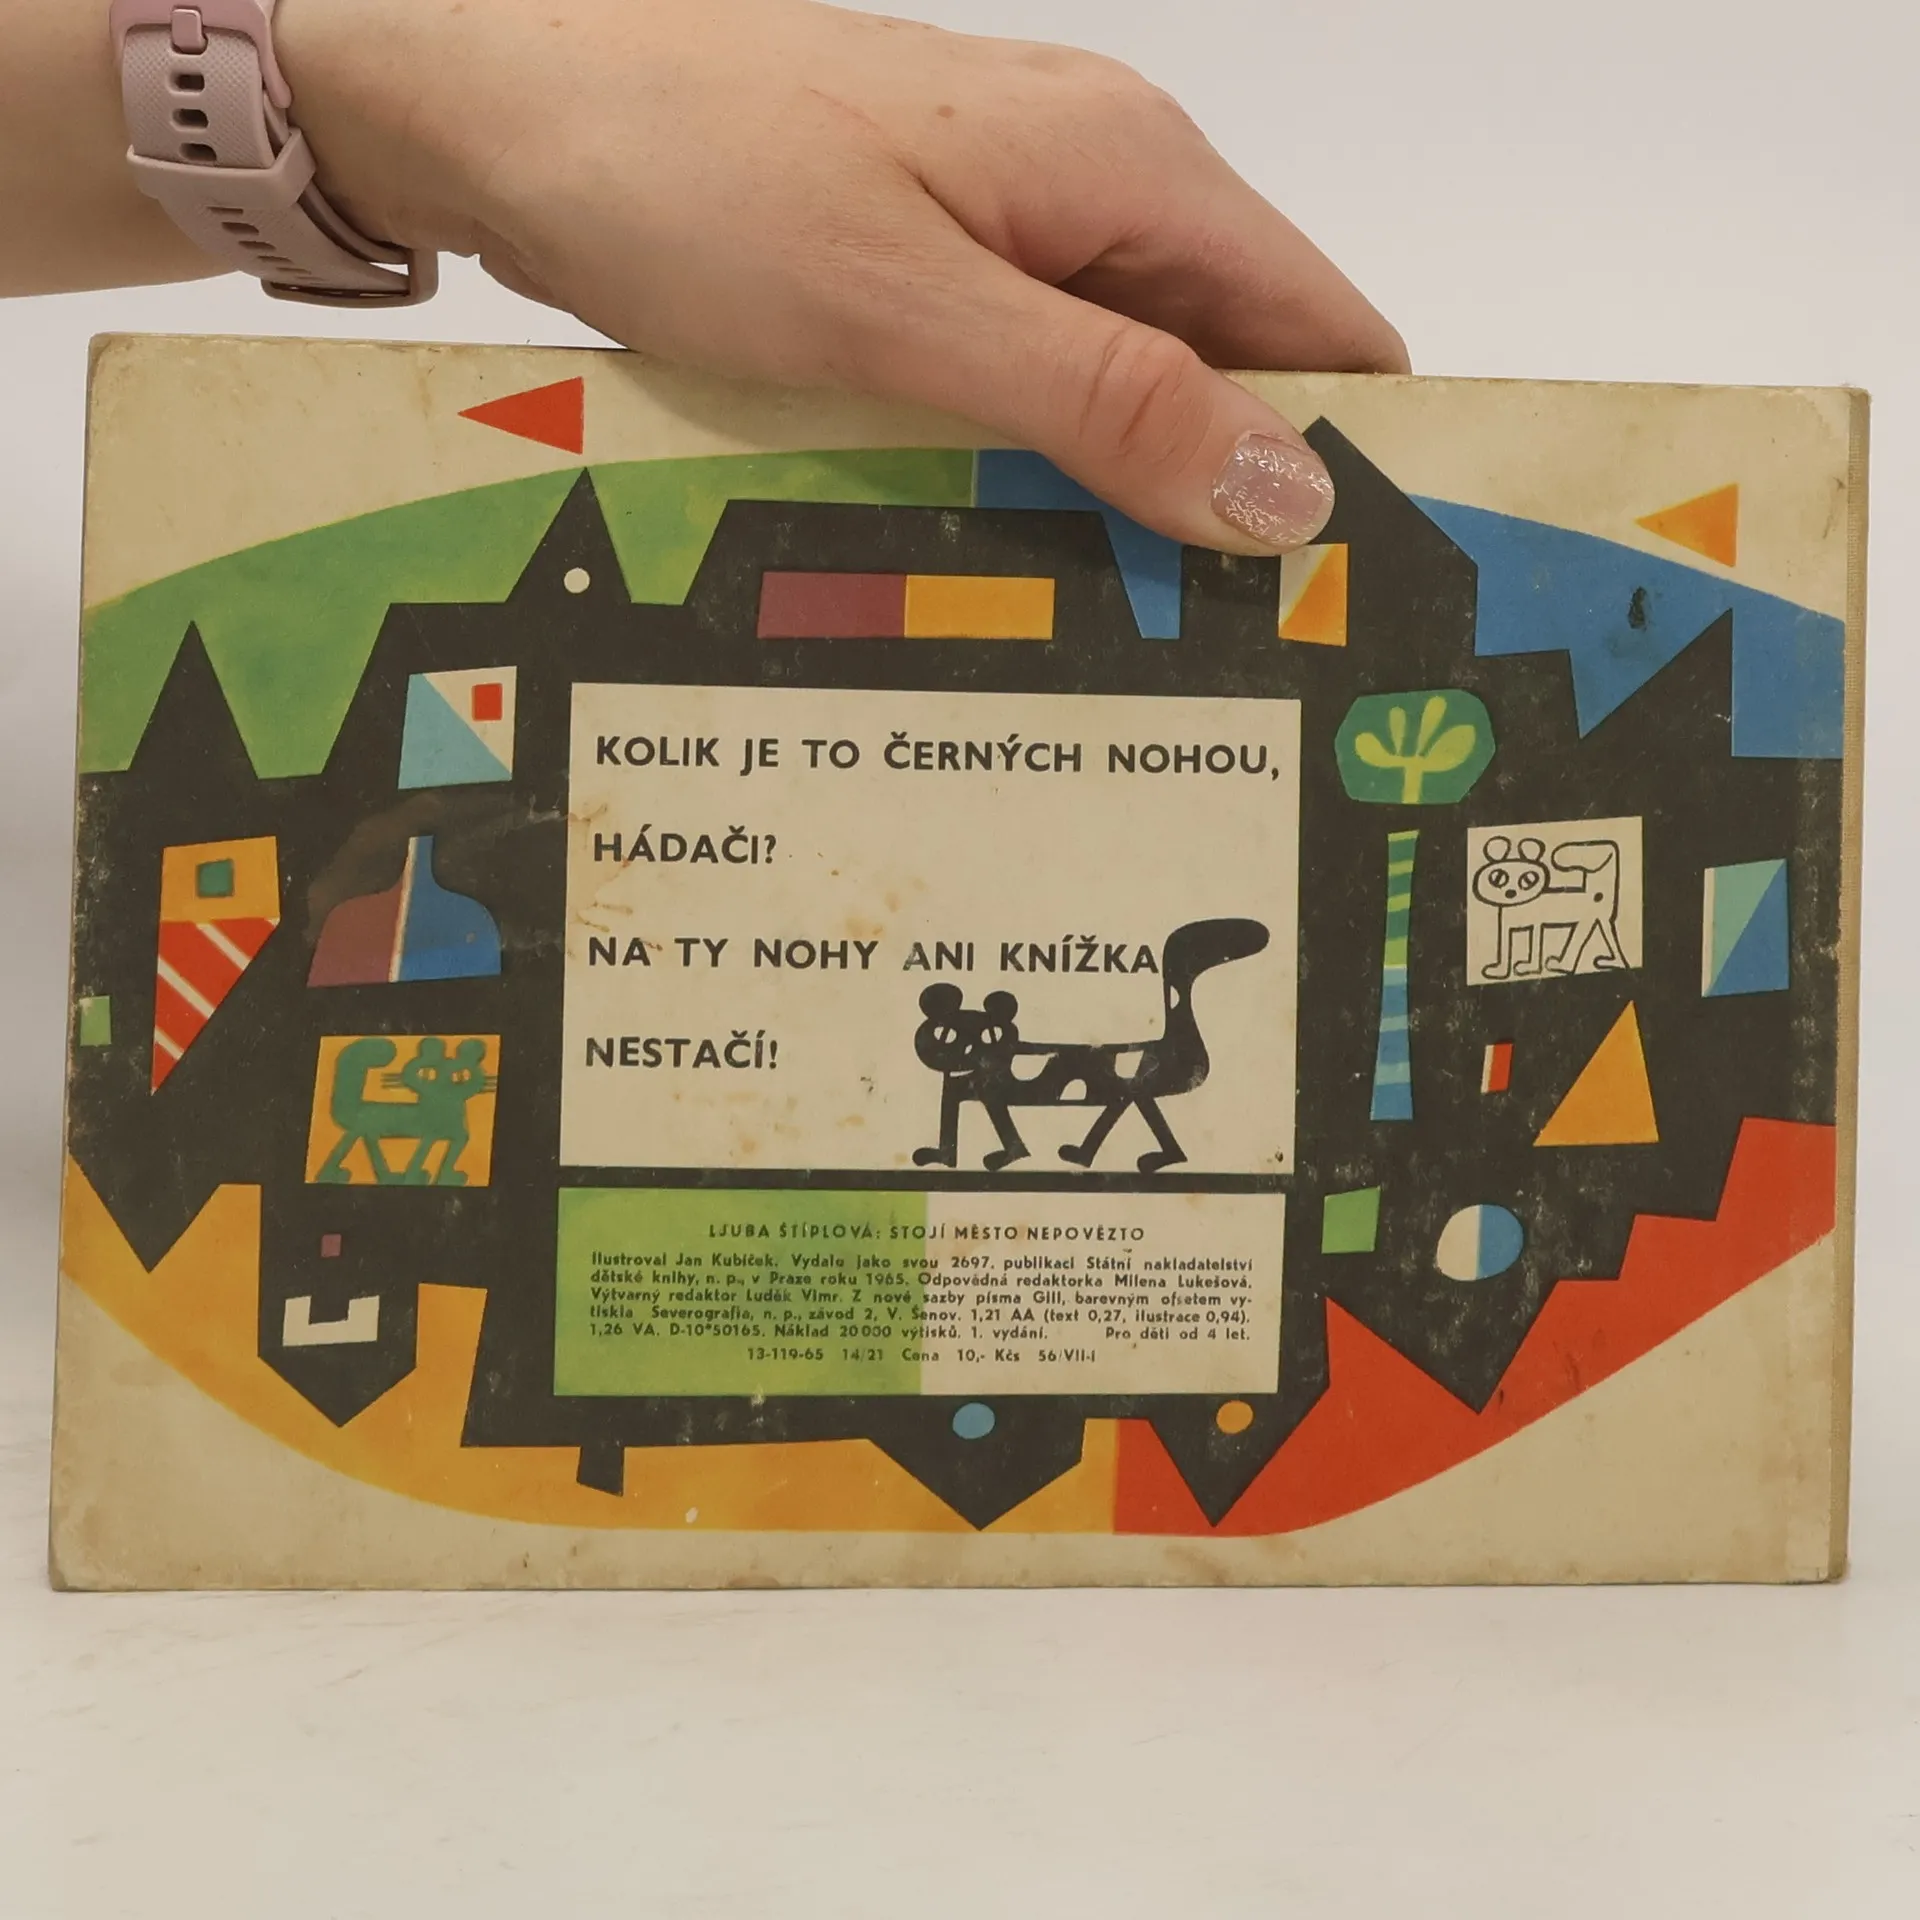 KOLIK JE TO ČERNÝCH NOHOU,
HÁDAČI?
NA TY NOHY ANI KNÍŽKA
NESTAČÍ!
LJUBA ŠTÍPLOVÁ: STOJÍ MĚSTO NEPOVĚZTO
Ilustroval Jan Kubíček. Vydalo jako svou 2697. publikaci Státní nakladatelství
dětské knihy, n. p., v Praze roku 1965. Odpovědná redaktorka Milena Lukešová.
Výtvarný redaktor Luděk Vimr. Z nové sazby písma Gill, barevným ofsetem vy-
tiskla Severografia, n. p., závod 2, V. Šenov. 1,21 AA (text 0,27, ilustrace 0,94).
1,26 VA. D-10*50165. Náklad 20 000 výtisků. 1. vydání. Pro děti od 4 let.
13-119-65 14/21 Cena 10,- Kčs 56/VII-I